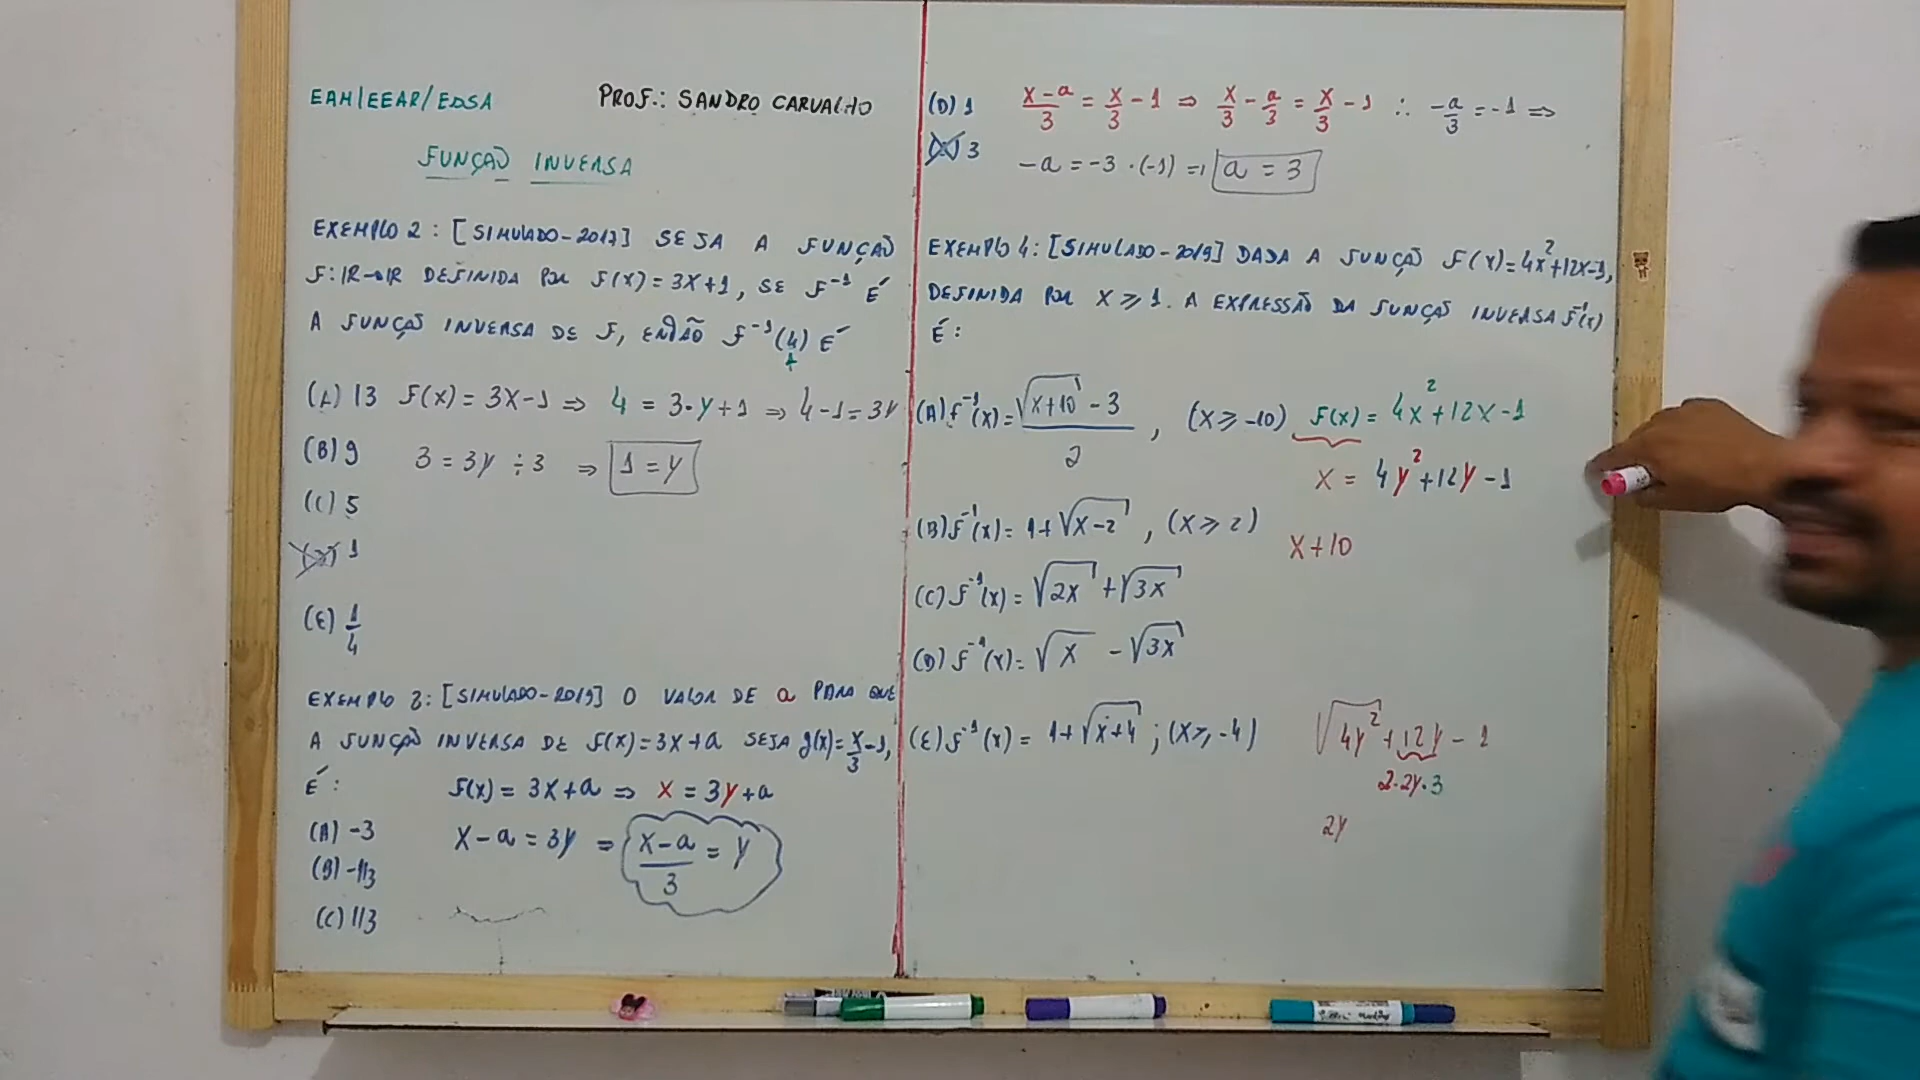 EAM/EEAR/EDSA
PROF.: SANDRO CARVALHO
FUNÇÃO INVERSA
EXEMPLO 2: [SIMULADO-2017] SEJA A FUNÇÃO
F: IR→IR DEFINIDA POR F(X) = 3X+1, SE F⁻¹ É
A FUNÇÃO INVERSA DE F, ENTÃO F⁻¹(4) É
(A) 13 F(X) = 3X-1 ⇒ 4 = 3·Y+1 ⇒ 4-1=3Y
(B) 9 3 = 3Y ÷3 ⇒ 1 = Y
(C) 5
(D) 1
(E) 1/4
EXEMPLO 3: [SIMULADO-2019] O VALOR DE a PARA QUE
A FUNÇÃO INVERSA DE F(X)=3X+a SEJA g(X)=X/3-1,
É: F(X) = 3X+a ⇒ X = 3Y+a
(A) -3 X-a = 3Y ⇒ (X-a)/3 = Y
(B) -1/3
(C) 1/3
(D) 1 (X-a)/3 = X/3 - 1 ⇒ X/3 - a/3 = X/3 - 1 ∴ -a/3 = -1 ⇒
3 -a = -3 ·(-1) ⇒ a = 3
EXEMPLO 4: [SIMULADO-2019] DADA A FUNÇÃO F(X)=4X²+12X-1,
DEFINIDA POR X ≥ 1. A EXPRESSÃO DA FUNÇÃO INVERSA F⁻¹(X)
É:
(A) F⁻¹(X) = (√(X+10) - 3)/2, (X ≥ -10) F(X) = 4X²+12X-1
X = 4Y²+12Y-1
(B) F⁻¹(X) = 1+√(X-2), (X ≥ 2)
X+10
(C) F⁻¹(X) = √2X + √3X
(D) F⁻¹(X) = √X - √3X
(E) F⁻¹(X) = 1+√(X+4); (X ≥ -4) √4Y² + 12Y - 1
2·2Y·3
2Y